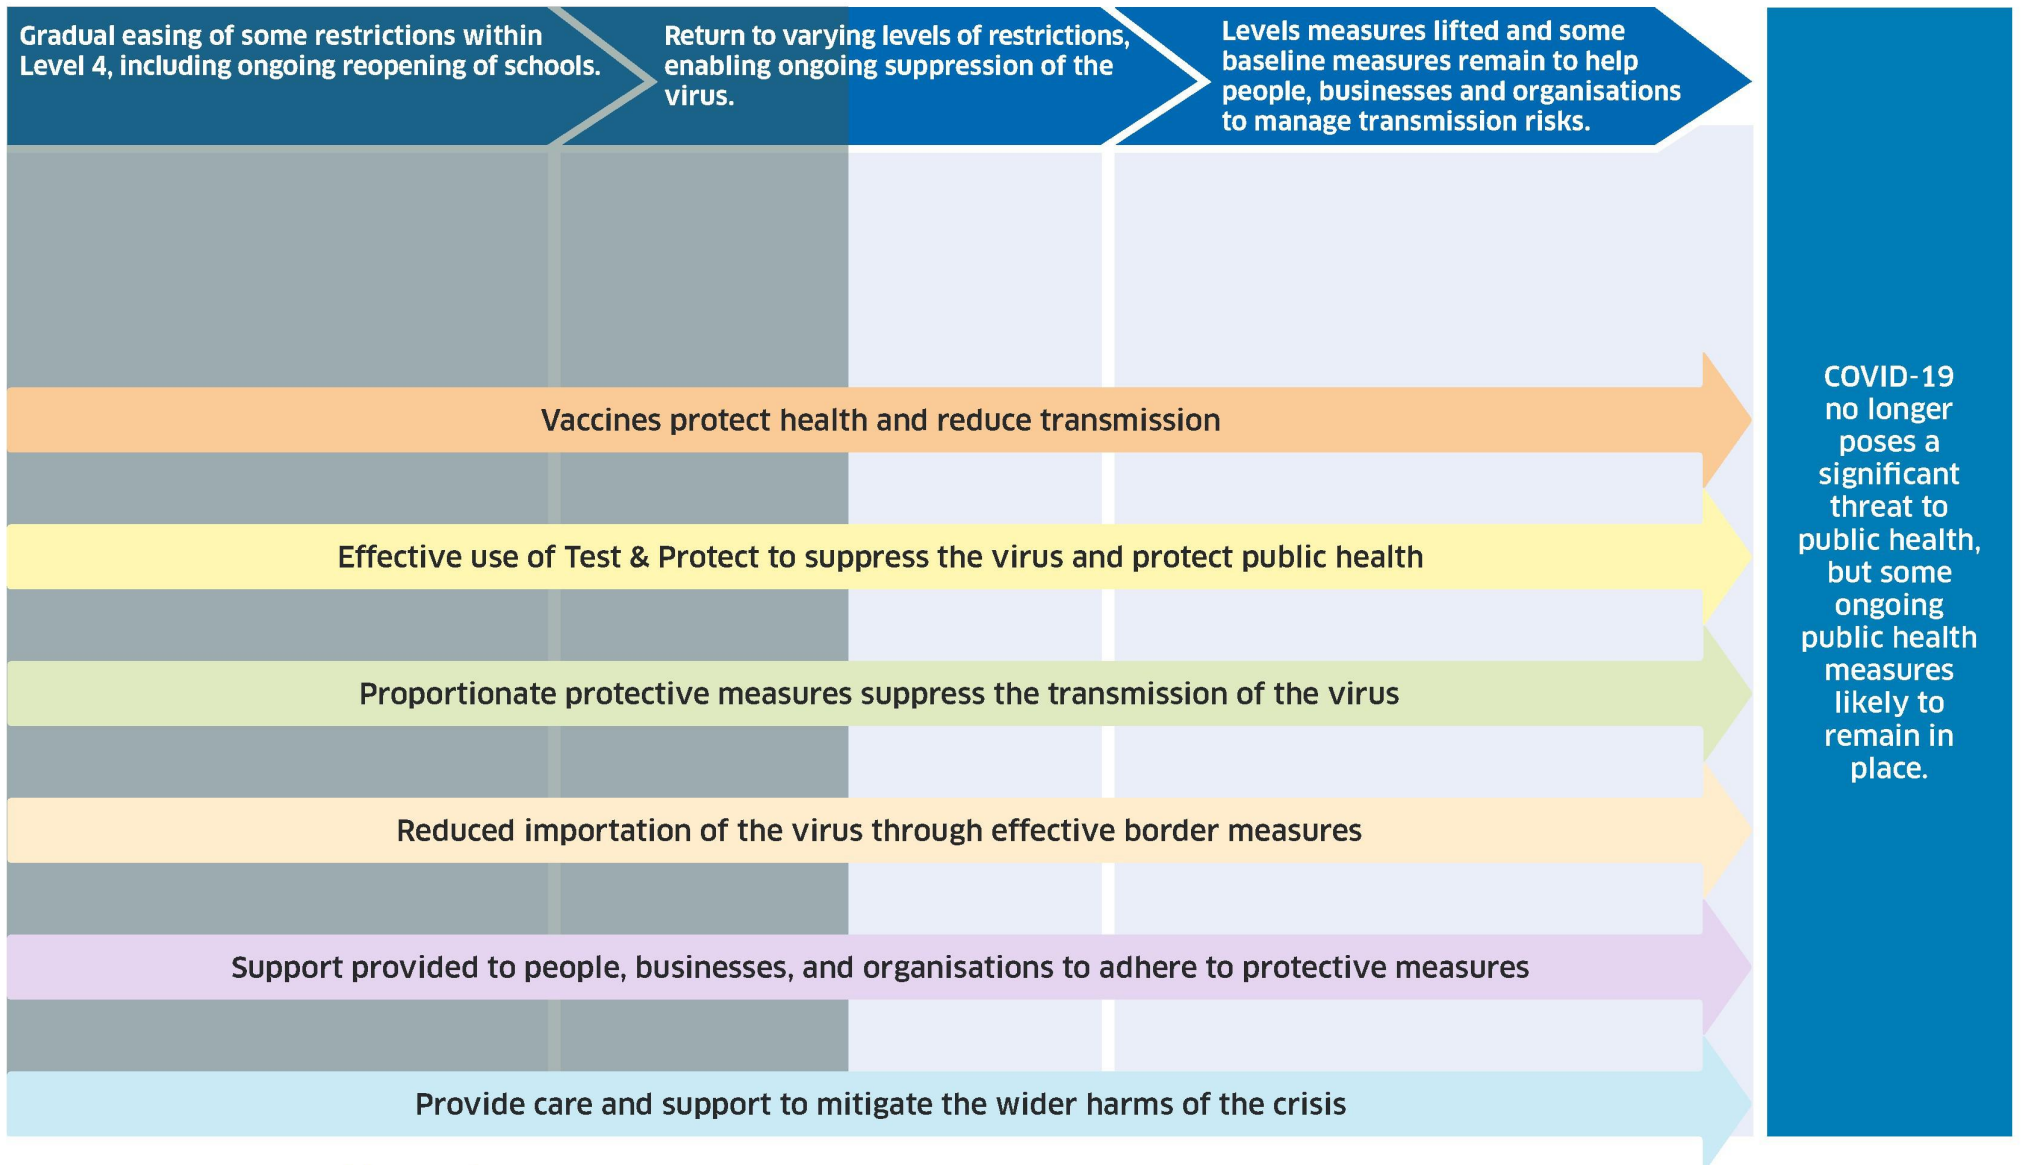 Gradual easing of some restrictions within
Level 4, including ongoing reopening of schools.
Return to varying levels of restrictions,
enabling ongoing suppression of the
virus.
Levels measures lifted and some
baseline measures remain to help
people, businesses and organisations
to manage transmission risks.
Vaccines protect health and reduce transmission
Effective use of Test & Protect to suppress the virus and protect public health
Proportionate protective measures suppress the transmission of the virus
Reduced importation of the virus through effective border measures
Support provided to people, businesses, and organisations to adhere to protective measures
Provide care and support to mitigate the wider harms of the crisis
COVID-19
no longer
poses a
significant
threat to
public health,
but some
ongoing
public health
measures
likely to
remain in
place.